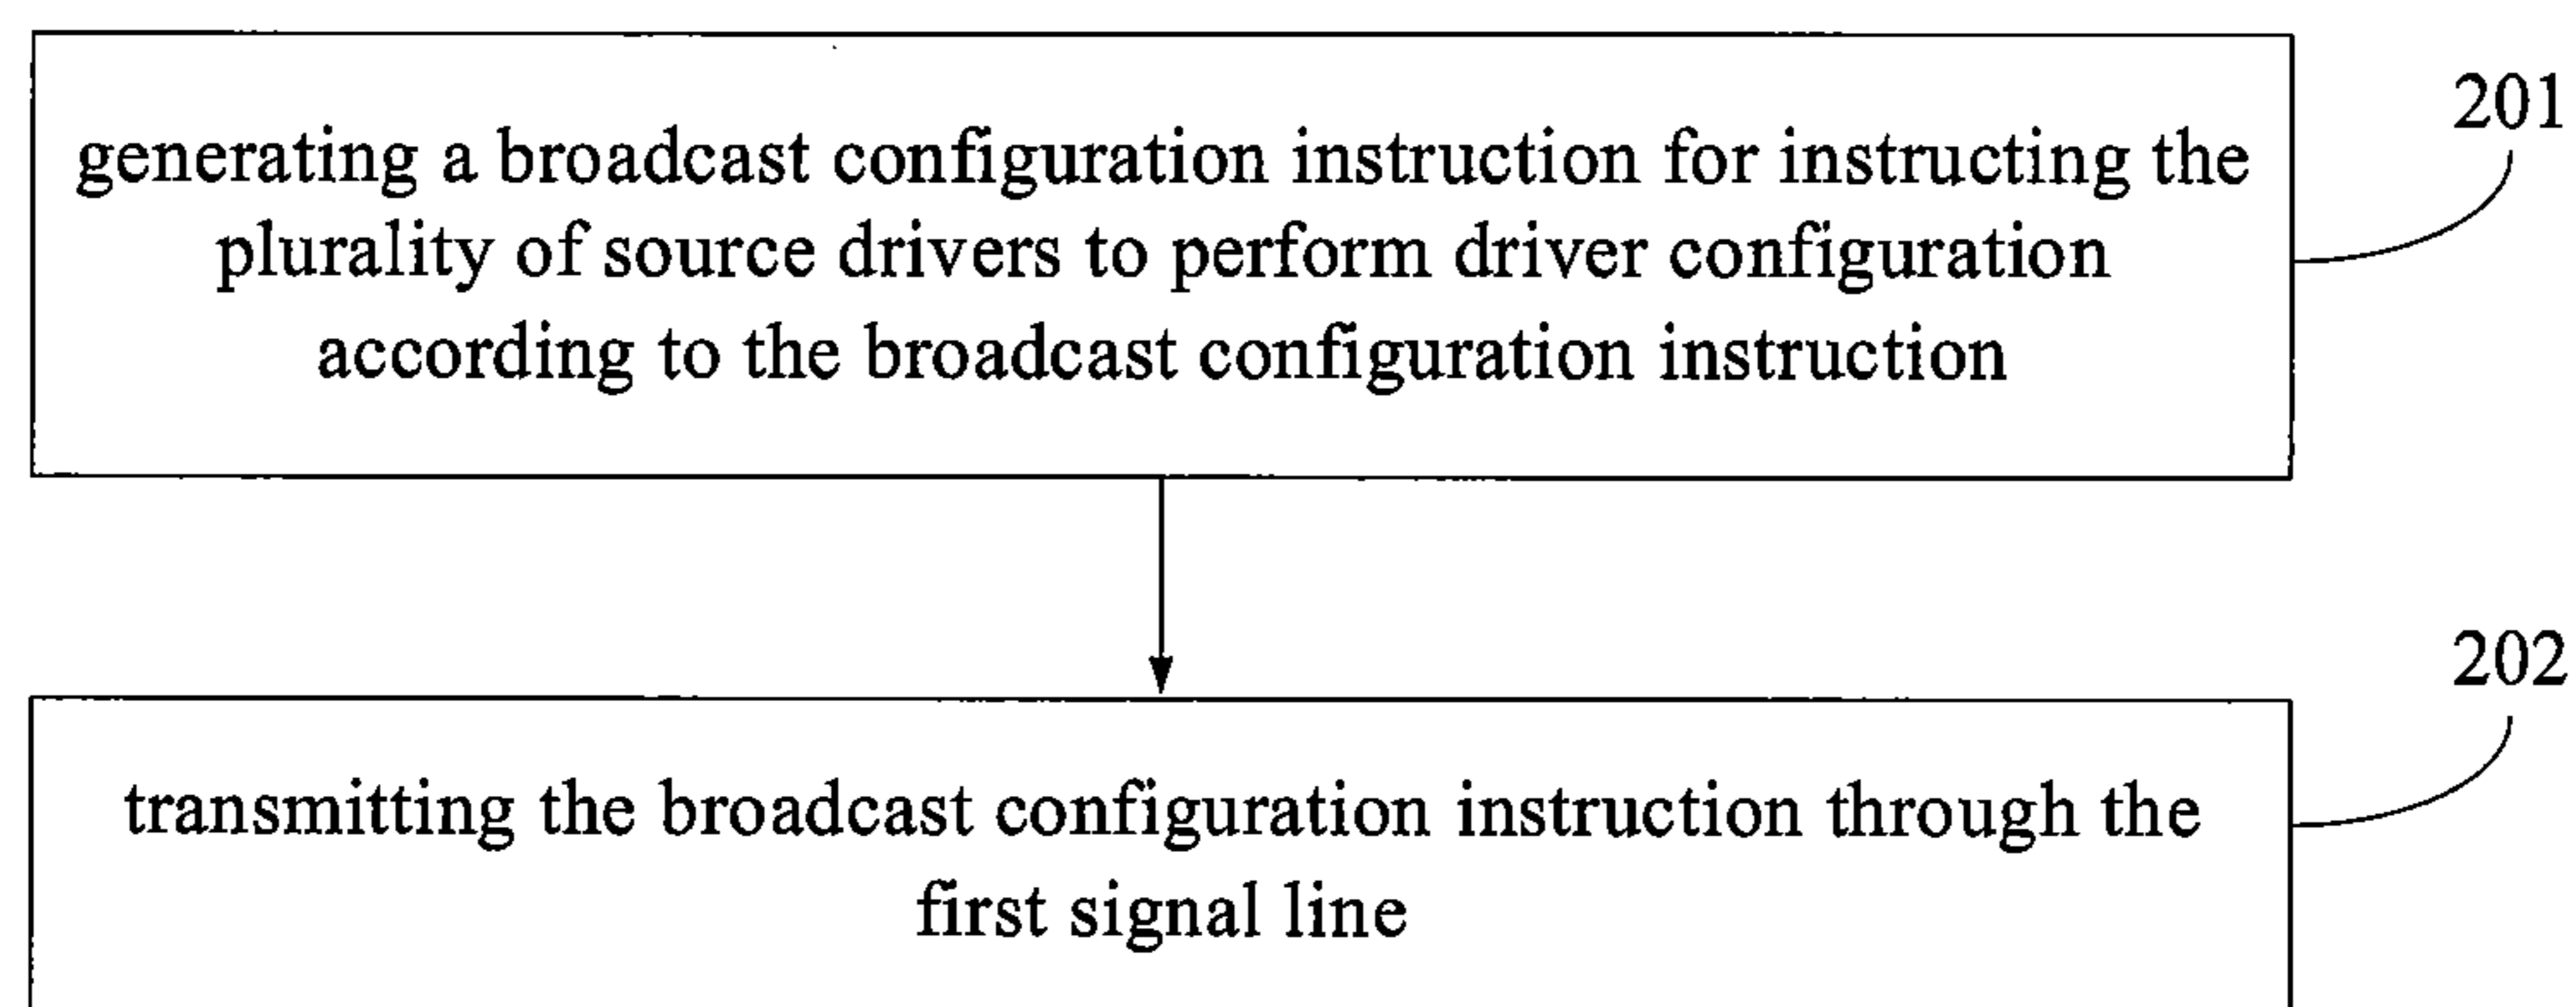 201
generating a broadcast configuration instruction for instructing the
plurality of source drivers to perform driver configuration
according to the broadcast configuration instruction
202
transmitting the broadcast configuration instruction through the
first signal line